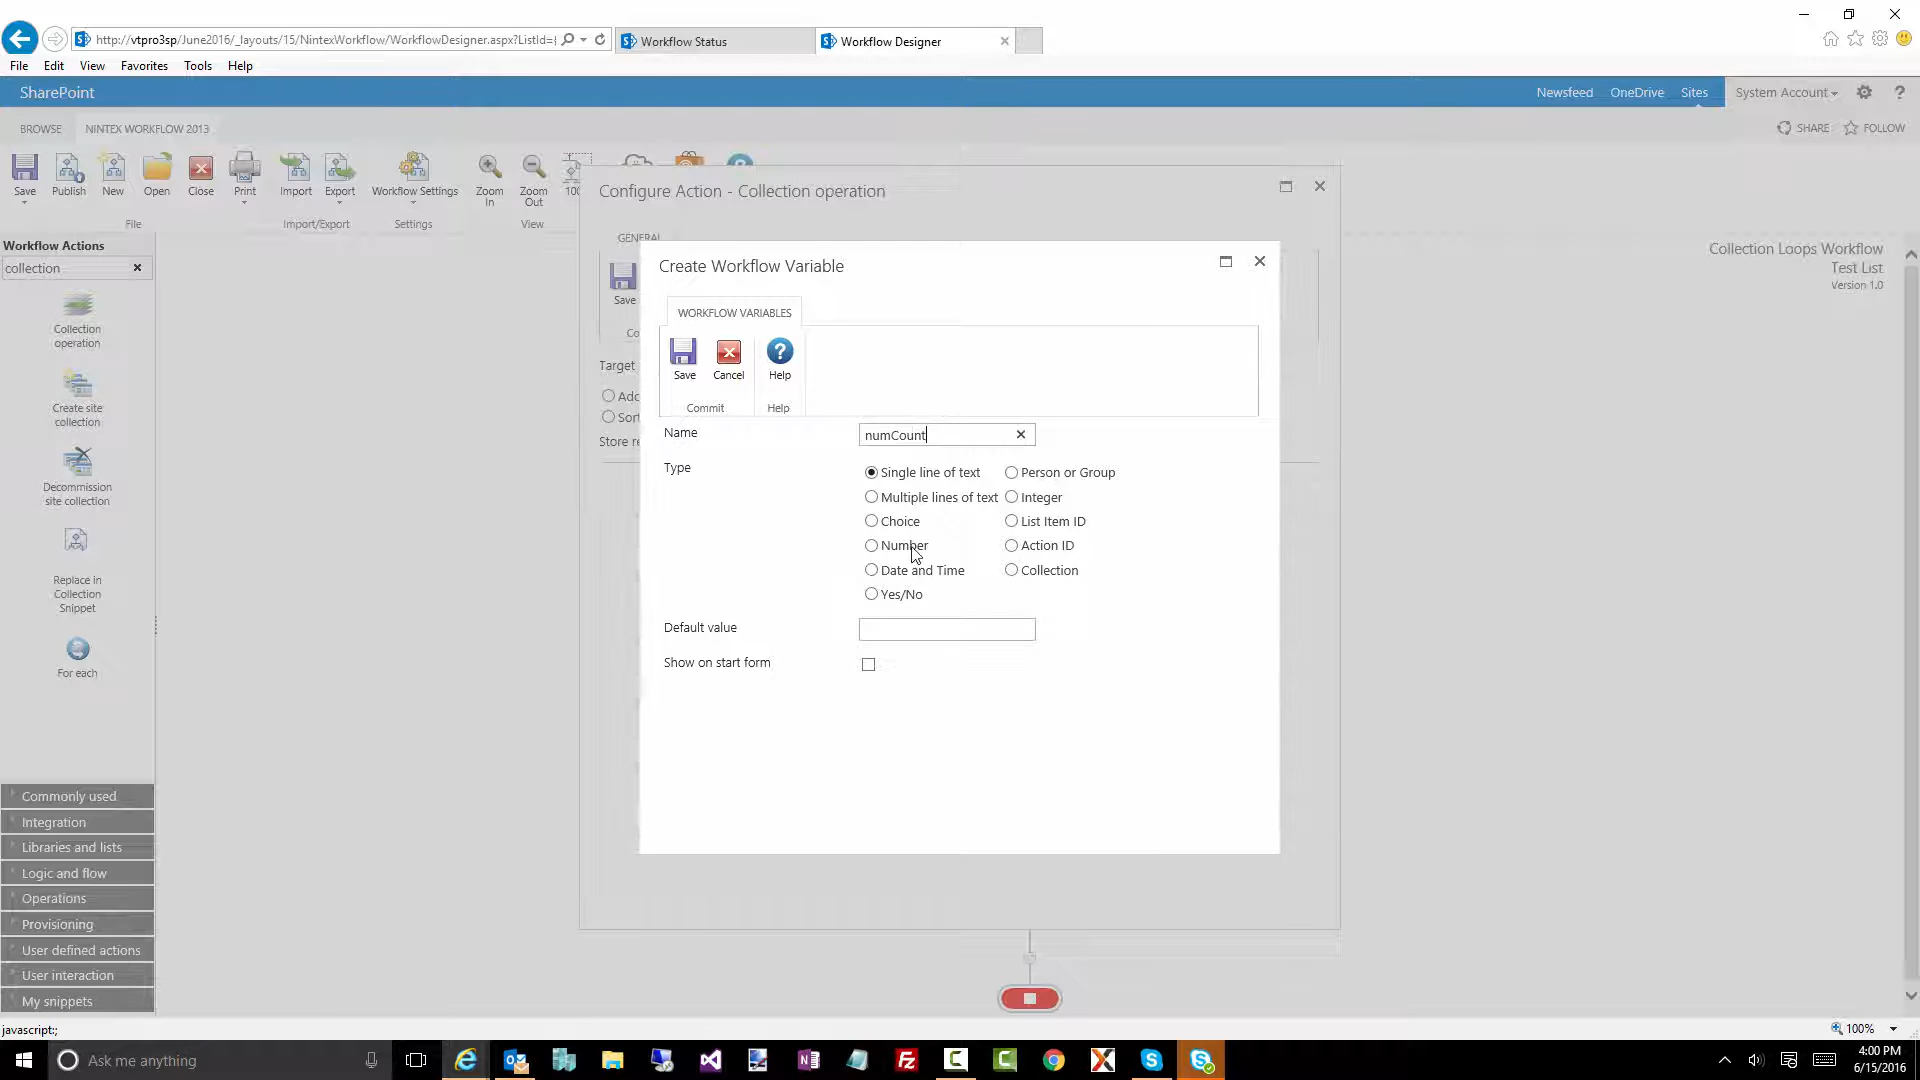 http://vtpro3sp/June2016/_layouts/15/NintexWorkflow/WorkflowDesigner.aspx?ListId={
Workflow Status
Workflow Designer
File Edit View Favorites Tools Help
SharePoint
Newsfeed OneDrive Sites System Account ?
BROWSE NINTEX WORKFLOW 2013
SHARE FOLLOW
Save Publish New Open Close Print Import Export Workflow Settings Zoom In Zoom Out 100
File Import/Export Settings View
Configure Action - Collection operation
GENERAL
Save
Co
Target
Add
Sort
Store re
Workflow Actions
collection
Collection operation
Create site collection
Decommission site collection
Replace in Collection Snippet
For each
Commonly used
Integration
Libraries and lists
Logic and flow
Operations
Provisioning
User defined actions
User interaction
My snippets
Collection Loops Workflow
Test List
Version 1.0
Create Workflow Variable
WORKFLOW VARIABLES
Save Cancel Help
Commit Help
Name numCount
Type
Single line of text Person or Group
Multiple lines of text Integer
Choice List Item ID
Number Action ID
Date and Time Collection
Yes/No
Default value
Show on start form
javascript:;
100%
Ask me anything
4:00 PM
6/15/2016